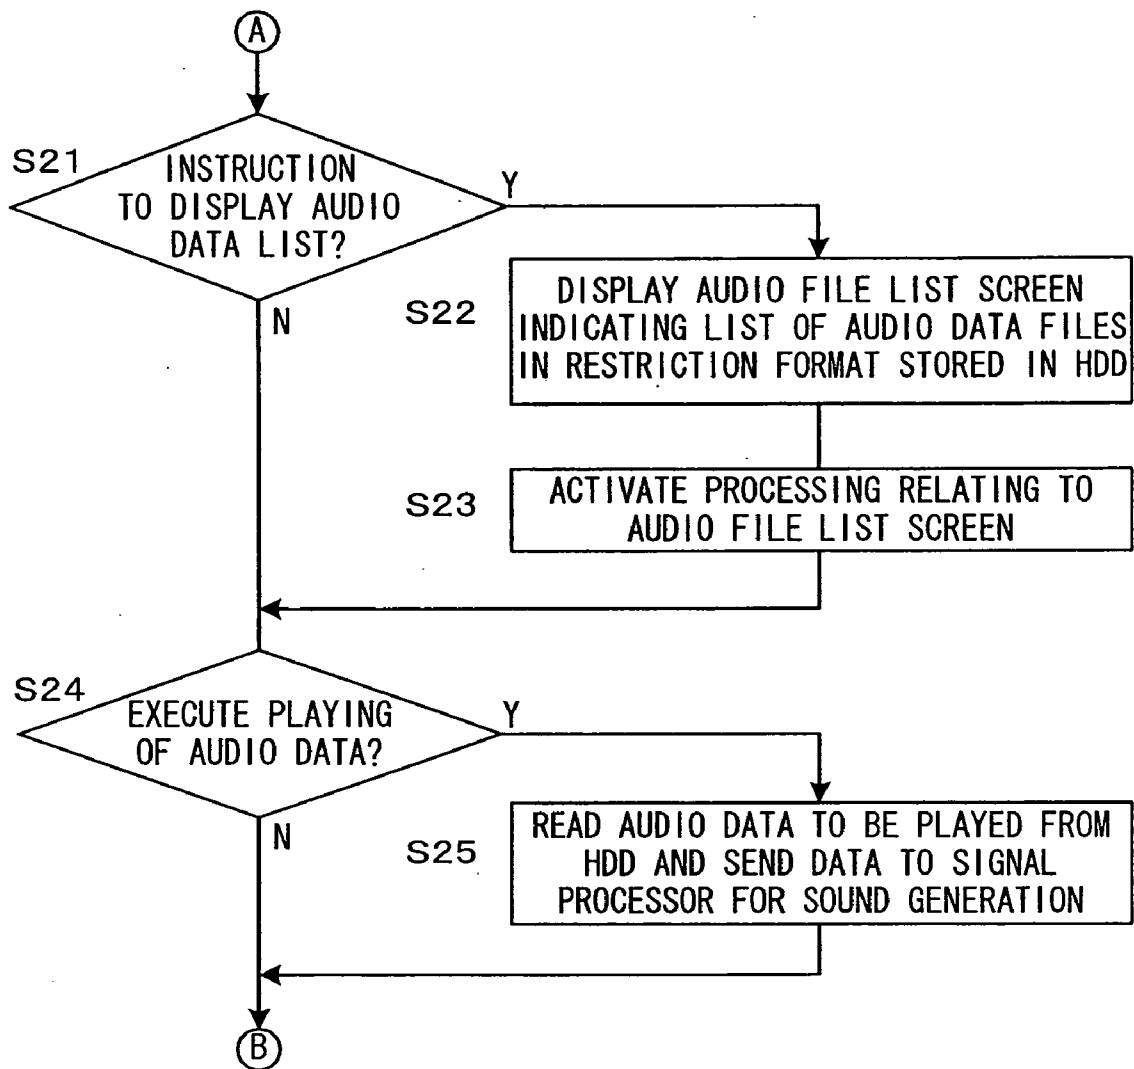 A
S21
INSTRUCTION
TO DISPLAY AUDIO
DATA LIST?
Y
N
S22
DISPLAY AUDIO FILE LIST SCREEN
INDICATING LIST OF AUDIO DATA FILES
IN RESTRICTION FORMAT STORED IN HDD
S23
ACTIVATE PROCESSING RELATING TO
AUDIO FILE LIST SCREEN
S24
EXECUTE PLAYING
OF AUDIO DATA?
Y
N
S25
READ AUDIO DATA TO BE PLAYED FROM
HDD AND SEND DATA TO SIGNAL
PROCESSOR FOR SOUND GENERATION
B